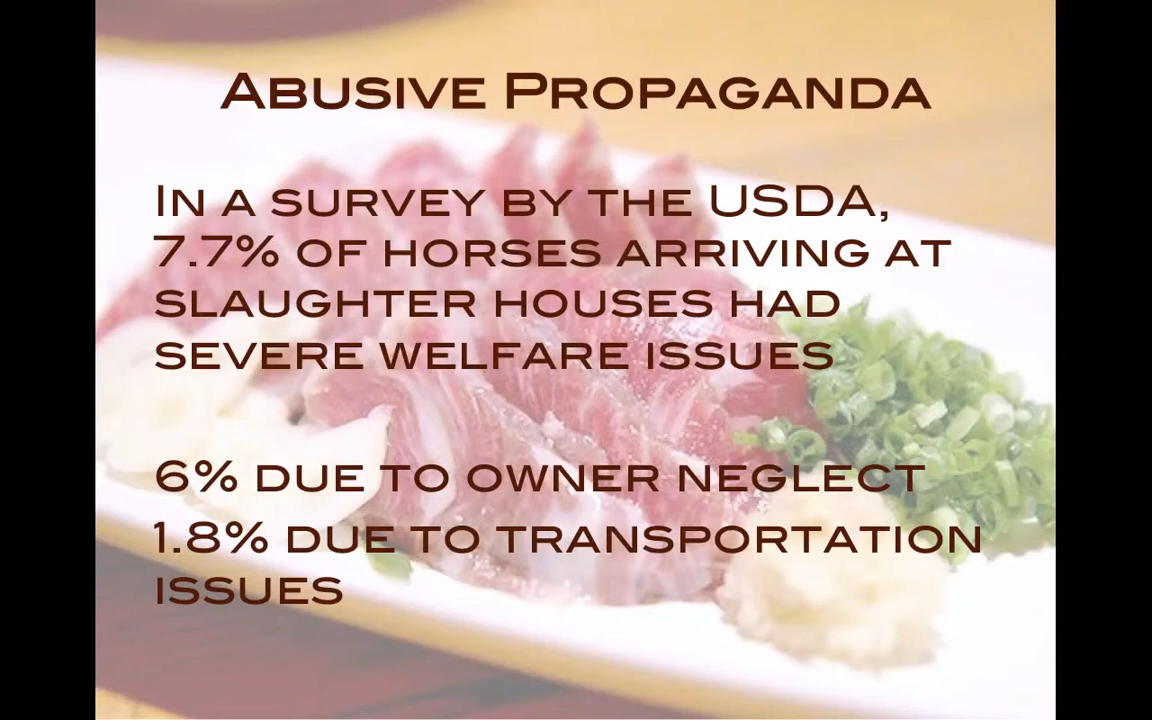 Abusive Propaganda
In a survey by the USDA,
7.7% of horses arriving at
slaughter houses had
severe welfare issues
6% due to owner neglect
1.8% due to transportation
issues